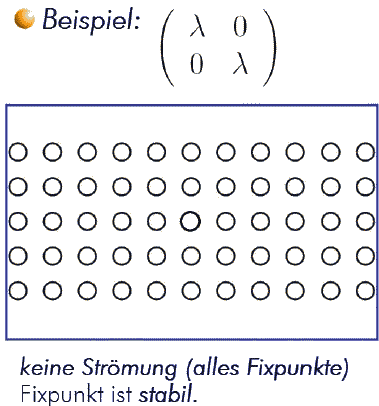 Beispiel: ( λ 0
0 λ )
keine Strömung (alles Fixpunkte)
Fixpunkt ist stabil.